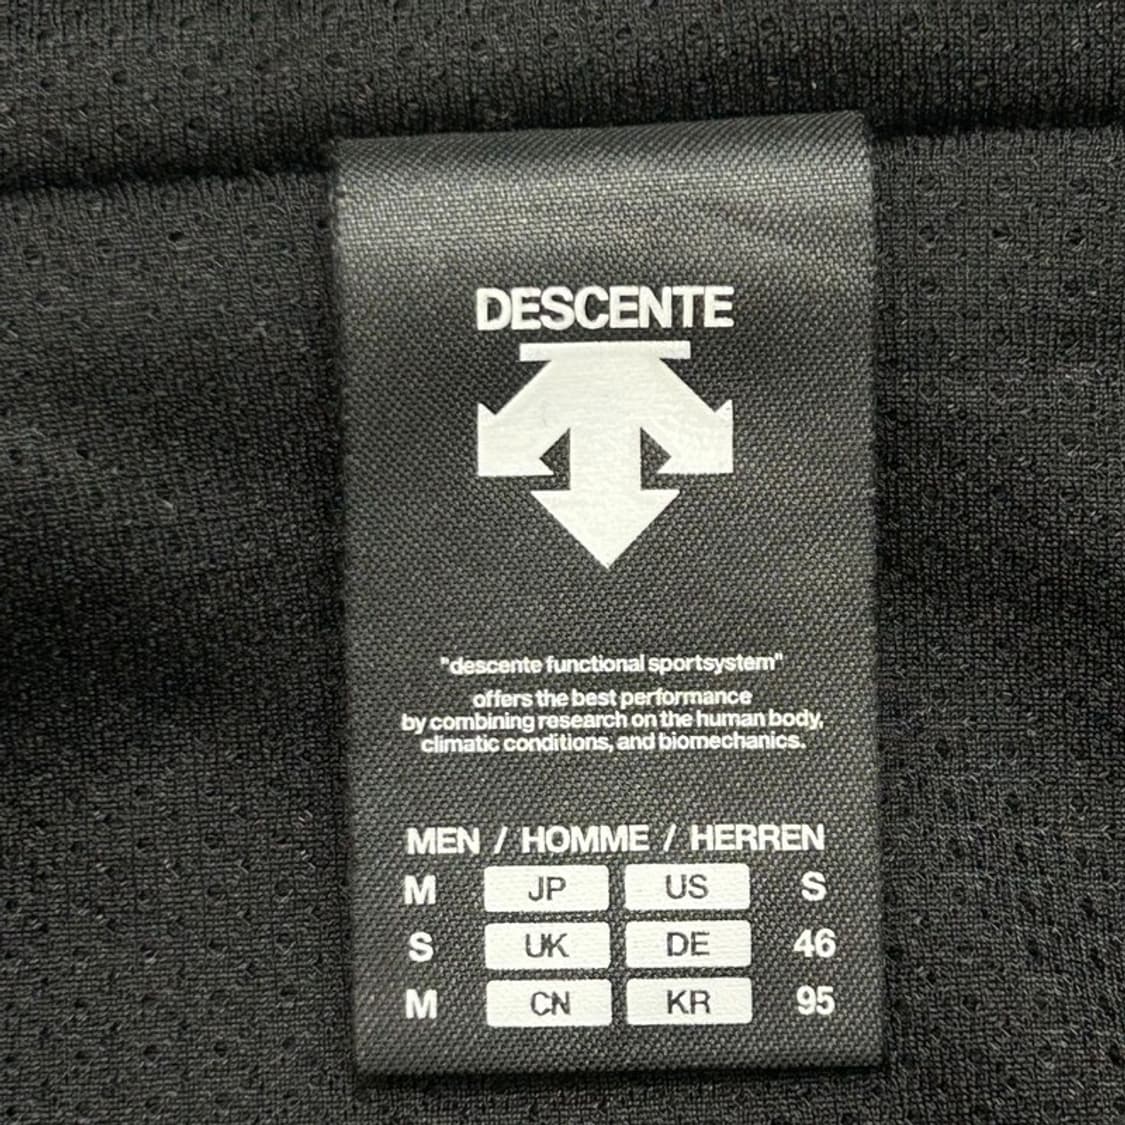 DESCENTE
"descente functional sportsystem"
offers the best performance
by combining research on the human body,
climatic conditions, and biomechanics.
MEN / HOMME / HERREN
M JP US S
S UK DE 46
M CN KR 95